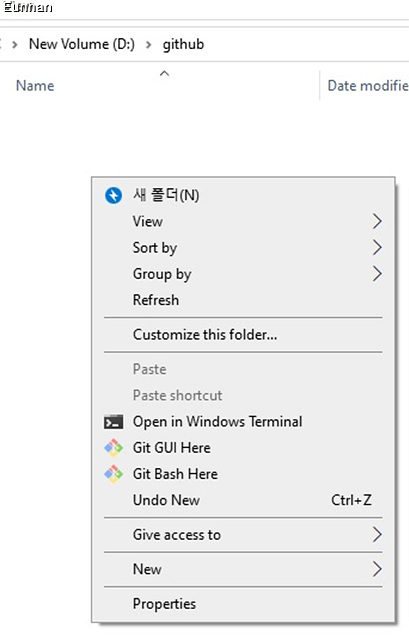 New Volume (D:) > github
Name
Date modifie
새 폴더(N)
View
Sort by
Group by
Refresh
Customize this folder...
Paste
Paste shortcut
Open in Windows Terminal
Git GUI Here
Git Bash Here
Undo New Ctrl+Z
Give access to
New
Properties